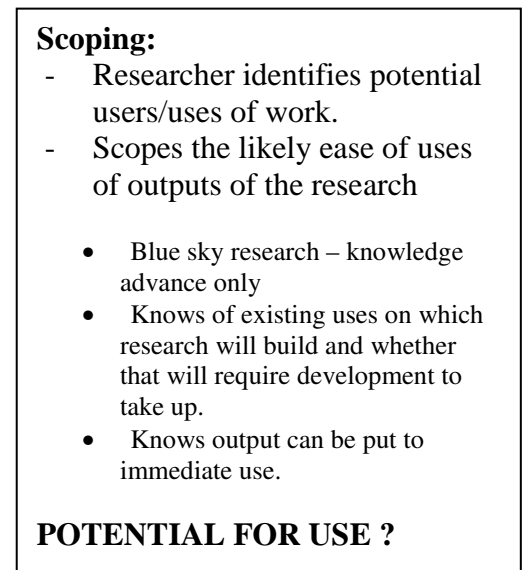 Scoping:
- Researcher identifies potential
users/uses of work.
- Scopes the likely ease of uses
of outputs of the research
• Blue sky research – knowledge
advance only
• Knows of existing uses on which
research will build and whether
that will require development to
take up.
• Knows output can be put to
immediate use.
POTENTIAL FOR USE ?